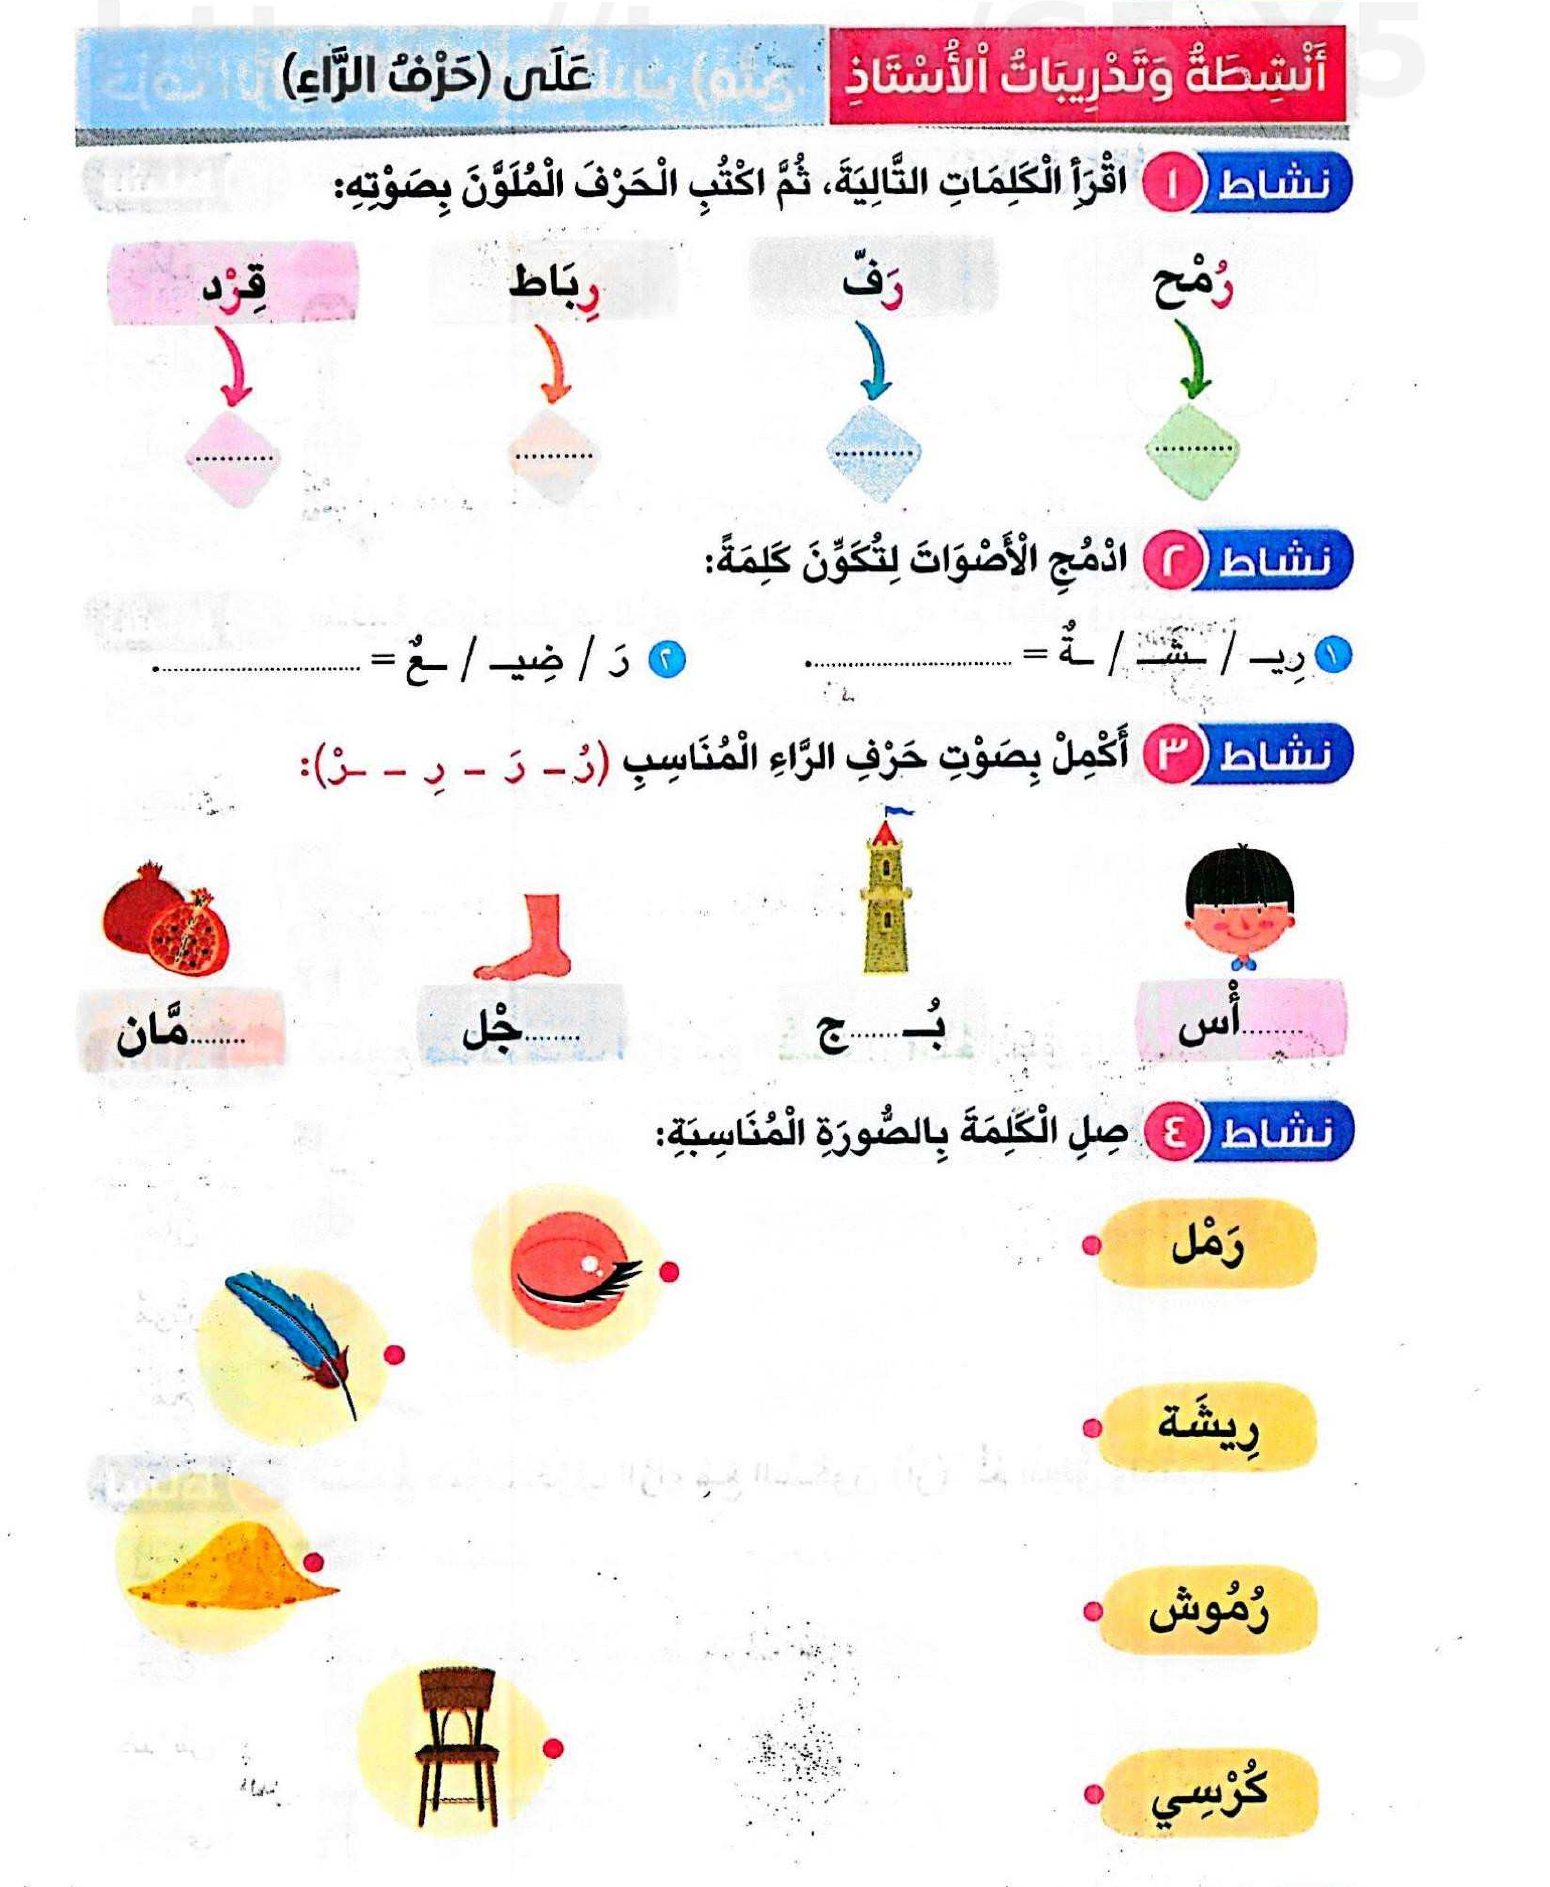 أَنْشِطَةُ وَتَدْرِيبَاتُ الْأُسْتَاذِ عَلَى (حَرْفُ الرَّاءِ)
نشاط ١ اقْرَأِ الْكَلِمَاتِ التَّالِيَةَ، ثُمَّ اكْتُبِ الْحَرْفَ الْمُلَوَّنَ بِصَوْتِهِ:
رُمْح رَفّ رِبَاط قِرْد
........... ........... ........... ...........
نشاط ٢ ادْمُجِ الْأَصْوَاتَ لِتُكَوِّنَ كَلِمَةً:
١ رِيـ / ـشَـ / ـةٌ = .............................. ٢ رَ / ضِيـ / ـعٌ = ..............................
نشاط ٣ أَكْمِلْ بِصَوْتِ حَرْفِ الرَّاءِ الْمُنَاسِبِ (رُ - رَ - رِ - ـرْ):
........أْس بُـ.......ج ........جْل ........مَّان
نشاط ٤ صِلِ الْكَلِمَةَ بِالصُّورَةِ الْمُنَاسِبَةِ:
رَمْل
رِيشَة
رُمُوش
كُرْسِي